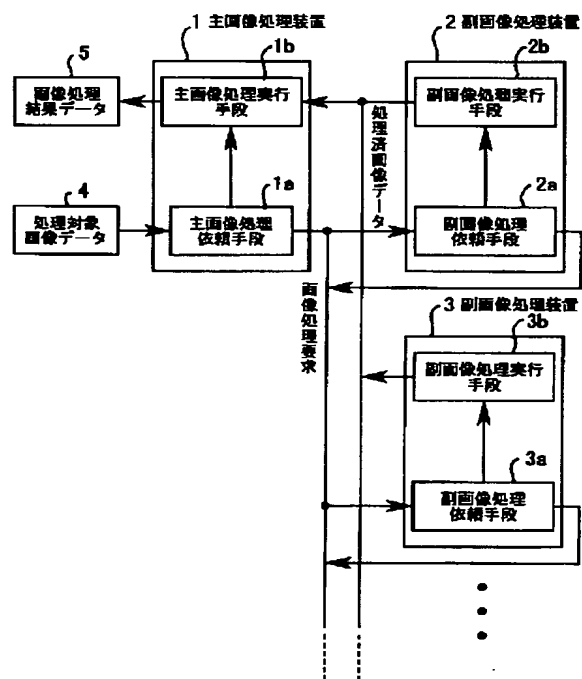 1 主画像処理装置
1b
主画像処理実行
手段
1a
主画像処理
依頼手段
5
画像処理
結果データ
4
処理対象
画像データ
処理済画像データ
画像処理要求
2 副画像処理装置
2b
副画像処理実行
手段
2a
副画像処理
依頼手段
3 副画像処理装置
3b
副画像処理実行
手段
3a
副画像処理
依頼手段